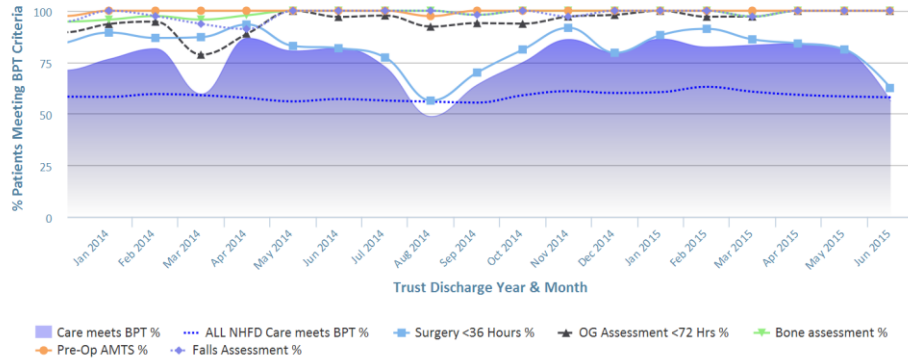 % Patients Meeting BPT Criteria
100
75
50
25
0
Jan 2014
Feb 2014
Mar 2014
Apr 2014
May 2014
Jun 2014
Jul 2014
Aug 2014
Sep 2014
Oct 2014
Nov 2014
Dec 2014
Jan 2015
Feb 2015
Mar 2015
Apr 2015
May 2015
Jun 2015
Trust Discharge Year & Month
Care meets BPT %
ALL NHFD Care meets BPT %
Surgery <36 Hours %
OG Assessment <72 Hrs %
Bone assessment %
Pre-Op AMTS %
Falls Assessment %